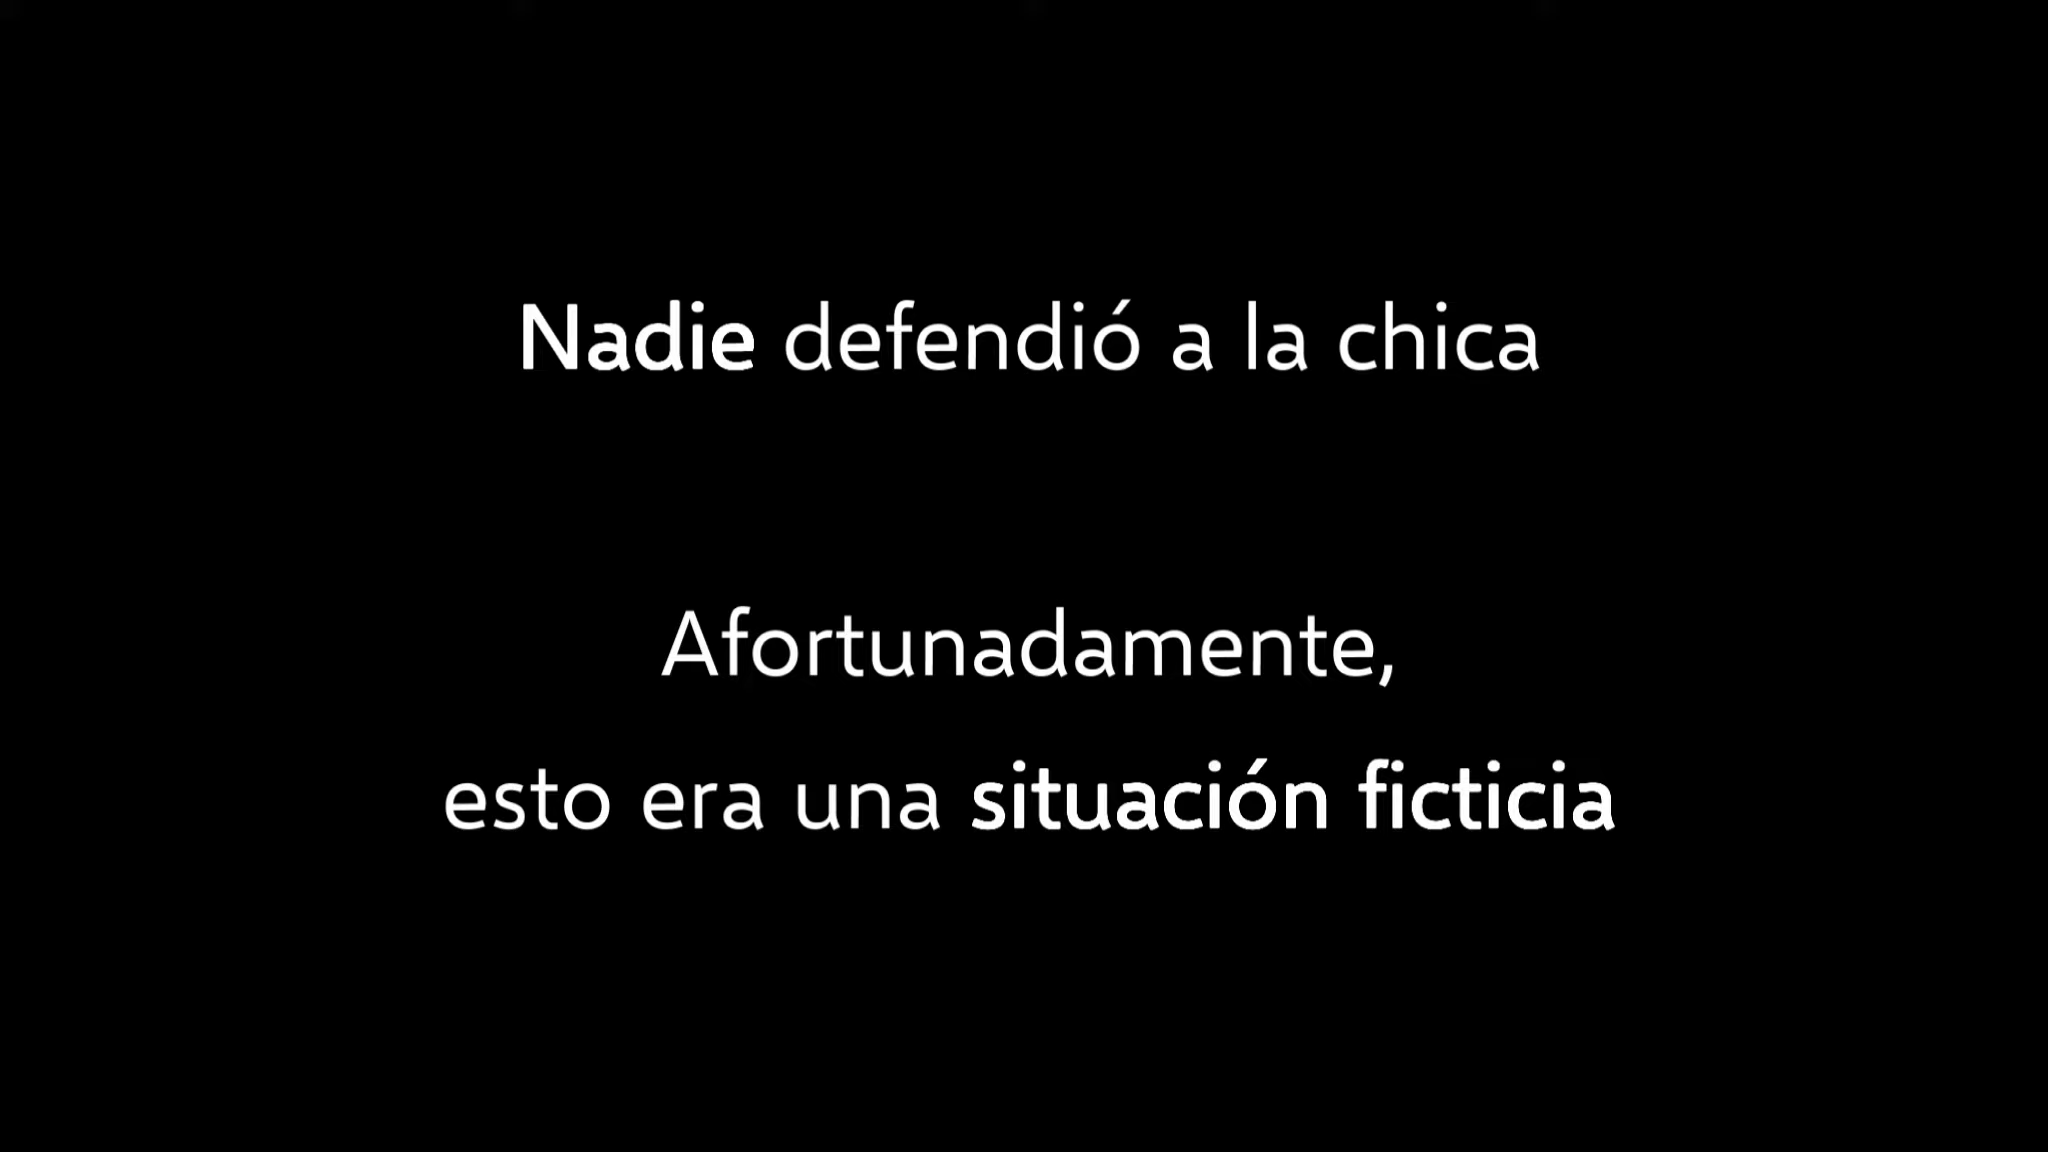 Nadie defendió a la chica
Afortunadamente,
esto era una situación ficticia